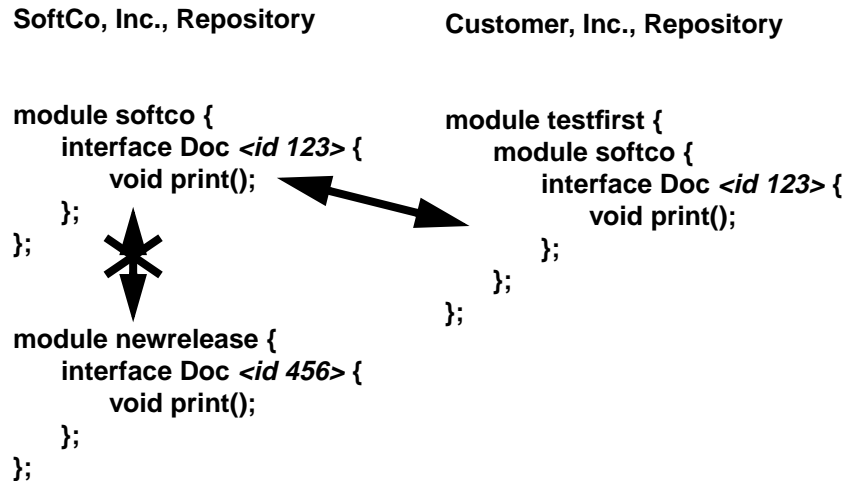 SoftCo, Inc., Repository
module softco {
interface Doc <id 123> {
void print();
};
};
module newrelease {
interface Doc <id 456> {
void print();
};
};
Customer, Inc., Repository
module testfirst {
module softco {
interface Doc <id 123> {
void print();
};
};
};